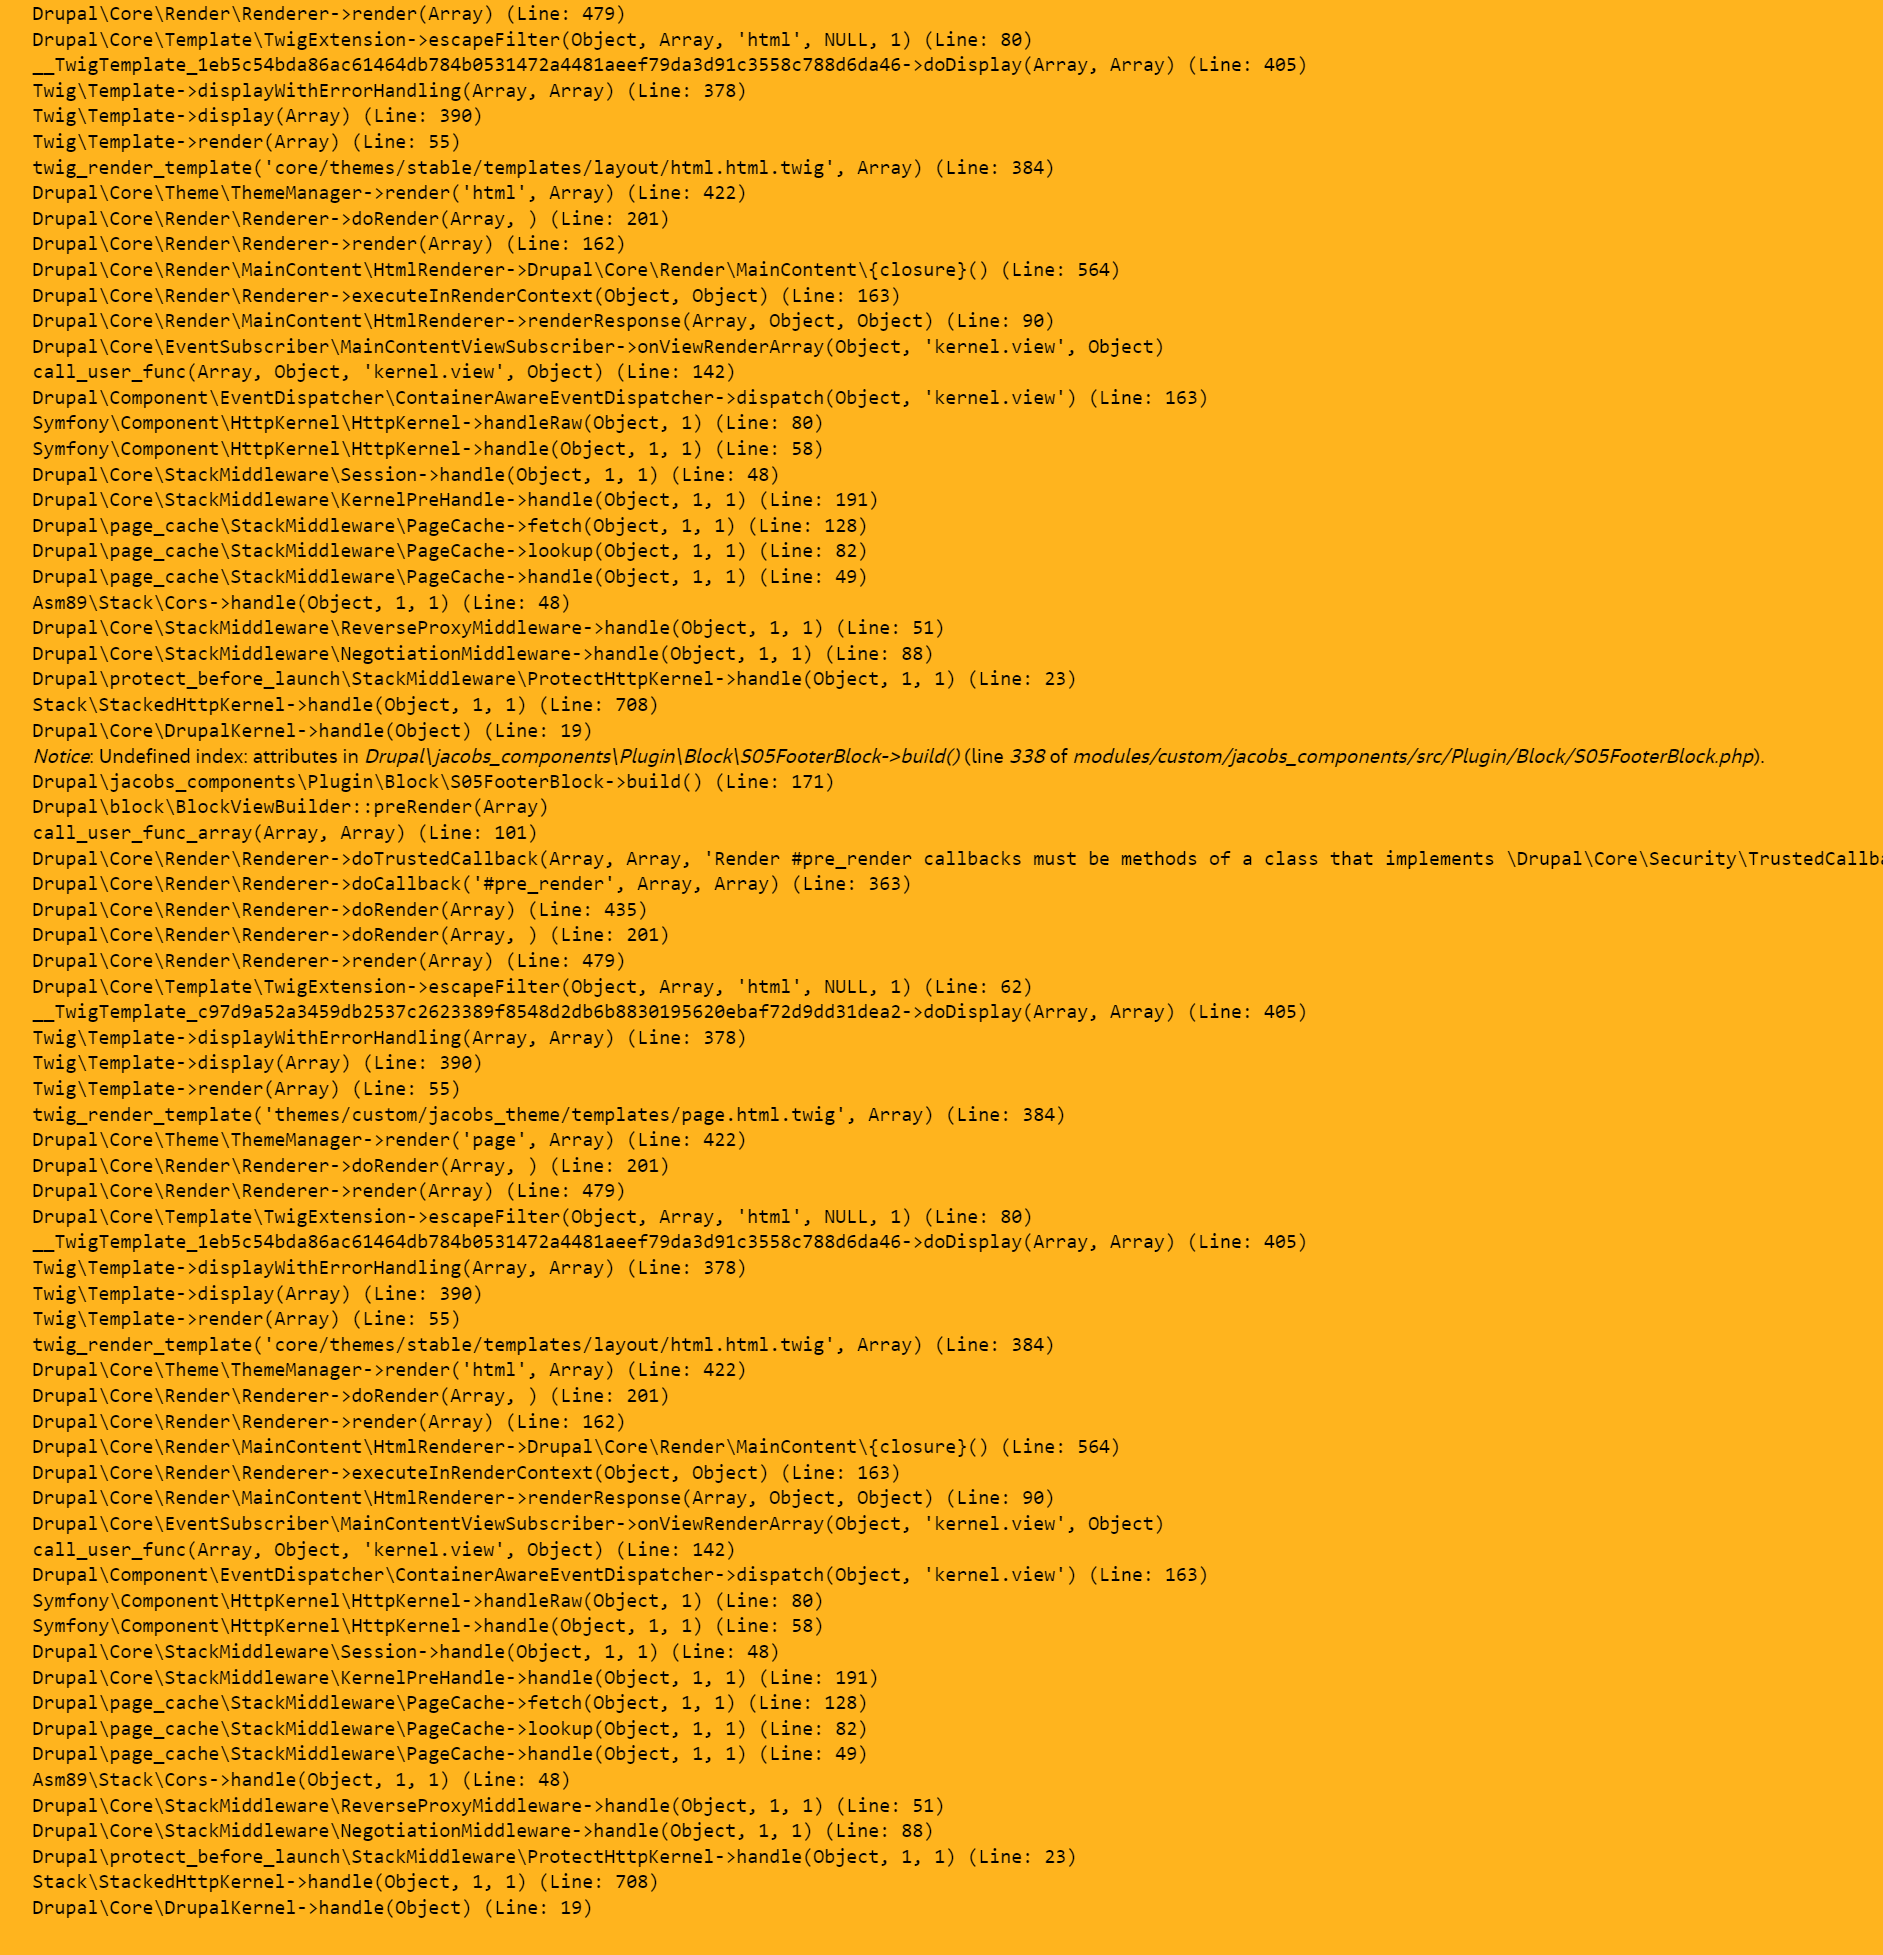 Drupal\Core\Render\Renderer->render(Array) (Line: 479)
Drupal\Core\Template\TwigExtension->escapeFilter(Object, Array, 'html', NULL, 1) (Line: 80)
__TwigTemplate_1eb5c54bda86ac61464db784b0531472a4481aeef79da3d91c3558c788d6da46->doDisplay(Array, Array) (Line: 405)
Twig\Template->displayWithErrorHandling(Array, Array) (Line: 378)
Twig\Template->display(Array) (Line: 390)
Twig\Template->render(Array) (Line: 55)
twig_render_template('core/themes/stable/templates/layout/html.html.twig', Array) (Line: 384)
Drupal\Core\Theme\ThemeManager->render('html', Array) (Line: 422)
Drupal\Core\Render\Renderer->doRender(Array, ) (Line: 201)
Drupal\Core\Render\Renderer->render(Array) (Line: 162)
Drupal\Core\Render\MainContent\HtmlRenderer->Drupal\Core\Render\MainContent\{closure}() (Line: 564)
Drupal\Core\Render\Renderer->executeInRenderContext(Object, Object) (Line: 163)
Drupal\Core\Render\MainContent\HtmlRenderer->renderResponse(Array, Object, Object) (Line: 90)
Drupal\Core\EventSubscriber\MainContentViewSubscriber->onViewRenderArray(Object, 'kernel.view', Object)
call_user_func(Array, Object, 'kernel.view', Object) (Line: 142)
Drupal\Component\EventDispatcher\ContainerAwareEventDispatcher->dispatch(Object, 'kernel.view') (Line: 163)
Symfony\Component\HttpKernel\HttpKernel->handleRaw(Object, 1) (Line: 80)
Symfony\Component\HttpKernel\HttpKernel->handle(Object, 1, 1) (Line: 58)
Drupal\Core\StackMiddleware\Session->handle(Object, 1, 1) (Line: 48)
Drupal\Core\StackMiddleware\KernelPreHandle->handle(Object, 1, 1) (Line: 191)
Drupal\page_cache\StackMiddleware\PageCache->fetch(Object, 1, 1) (Line: 128)
Drupal\page_cache\StackMiddleware\PageCache->lookup(Object, 1, 1) (Line: 82)
Drupal\page_cache\StackMiddleware\PageCache->handle(Object, 1, 1) (Line: 49)
Asm89\Stack\Cors->handle(Object, 1, 1) (Line: 48)
Drupal\Core\StackMiddleware\ReverseProxyMiddleware->handle(Object, 1, 1) (Line: 51)
Drupal\Core\StackMiddleware\NegotiationMiddleware->handle(Object, 1, 1) (Line: 88)
Drupal\protect_before_launch\StackMiddleware\ProtectHttpKernel->handle(Object, 1, 1) (Line: 23)
Stack\StackedHttpKernel->handle(Object, 1, 1) (Line: 708)
Drupal\Core\DrupalKernel->handle(Object) (Line: 19)
Notice: Undefined index: attributes in Drupal\jacobs_components\Plugin\Block\S05FooterBlock->build() (line 338 of modules/custom/jacobs_components/src/Plugin/Block/S05FooterBlock.php).
Drupal\jacobs_components\Plugin\Block\S05FooterBlock->build() (Line: 171)
Drupal\block\BlockViewBuilder::preRender(Array)
call_user_func_array(Array, Array) (Line: 101)
Drupal\Core\Render\Renderer->doTrustedCallback(Array, Array, 'Render #pre_render callbacks must be methods of a class that implements \Drupal\Core\Security\TrustedCallba
Drupal\Core\Render\Renderer->doCallback('#pre_render', Array, Array) (Line: 363)
Drupal\Core\Render\Renderer->doRender(Array) (Line: 435)
Drupal\Core\Render\Renderer->doRender(Array, ) (Line: 201)
Drupal\Core\Render\Renderer->render(Array) (Line: 479)
Drupal\Core\Template\TwigExtension->escapeFilter(Object, Array, 'html', NULL, 1) (Line: 62)
__TwigTemplate_c97d9a52a3459db2537c2623389f8548d2db6b8830195620ebaf72d9dd31dea2->doDisplay(Array, Array) (Line: 405)
Twig\Template->displayWithErrorHandling(Array, Array) (Line: 378)
Twig\Template->display(Array) (Line: 390)
Twig\Template->render(Array) (Line: 55)
twig_render_template('themes/custom/jacobs_theme/templates/page.html.twig', Array) (Line: 384)
Drupal\Core\Theme\ThemeManager->render('page', Array) (Line: 422)
Drupal\Core\Render\Renderer->doRender(Array, ) (Line: 201)
Drupal\Core\Render\Renderer->render(Array) (Line: 479)
Drupal\Core\Template\TwigExtension->escapeFilter(Object, Array, 'html', NULL, 1) (Line: 80)
__TwigTemplate_1eb5c54bda86ac61464db784b0531472a4481aeef79da3d91c3558c788d6da46->doDisplay(Array, Array) (Line: 405)
Twig\Template->displayWithErrorHandling(Array, Array) (Line: 378)
Twig\Template->display(Array) (Line: 390)
Twig\Template->render(Array) (Line: 55)
twig_render_template('core/themes/stable/templates/layout/html.html.twig', Array) (Line: 384)
Drupal\Core\Theme\ThemeManager->render('html', Array) (Line: 422)
Drupal\Core\Render\Renderer->doRender(Array, ) (Line: 201)
Drupal\Core\Render\Renderer->render(Array) (Line: 162)
Drupal\Core\Render\MainContent\HtmlRenderer->Drupal\Core\Render\MainContent\{closure}() (Line: 564)
Drupal\Core\Render\Renderer->executeInRenderContext(Object, Object) (Line: 163)
Drupal\Core\Render\MainContent\HtmlRenderer->renderResponse(Array, Object, Object) (Line: 90)
Drupal\Core\EventSubscriber\MainContentViewSubscriber->onViewRenderArray(Object, 'kernel.view', Object)
call_user_func(Array, Object, 'kernel.view', Object) (Line: 142)
Drupal\Component\EventDispatcher\ContainerAwareEventDispatcher->dispatch(Object, 'kernel.view') (Line: 163)
Symfony\Component\HttpKernel\HttpKernel->handleRaw(Object, 1) (Line: 80)
Symfony\Component\HttpKernel\HttpKernel->handle(Object, 1, 1) (Line: 58)
Drupal\Core\StackMiddleware\Session->handle(Object, 1, 1) (Line: 48)
Drupal\Core\StackMiddleware\KernelPreHandle->handle(Object, 1, 1) (Line: 191)
Drupal\page_cache\StackMiddleware\PageCache->fetch(Object, 1, 1) (Line: 128)
Drupal\page_cache\StackMiddleware\PageCache->lookup(Object, 1, 1) (Line: 82)
Drupal\page_cache\StackMiddleware\PageCache->handle(Object, 1, 1) (Line: 49)
Asm89\Stack\Cors->handle(Object, 1, 1) (Line: 48)
Drupal\Core\StackMiddleware\ReverseProxyMiddleware->handle(Object, 1, 1) (Line: 51)
Drupal\Core\StackMiddleware\NegotiationMiddleware->handle(Object, 1, 1) (Line: 88)
Drupal\protect_before_launch\StackMiddleware\ProtectHttpKernel->handle(Object, 1, 1) (Line: 23)
Stack\StackedHttpKernel->handle(Object, 1, 1) (Line: 708)
Drupal\Core\DrupalKernel->handle(Object) (Line: 19)